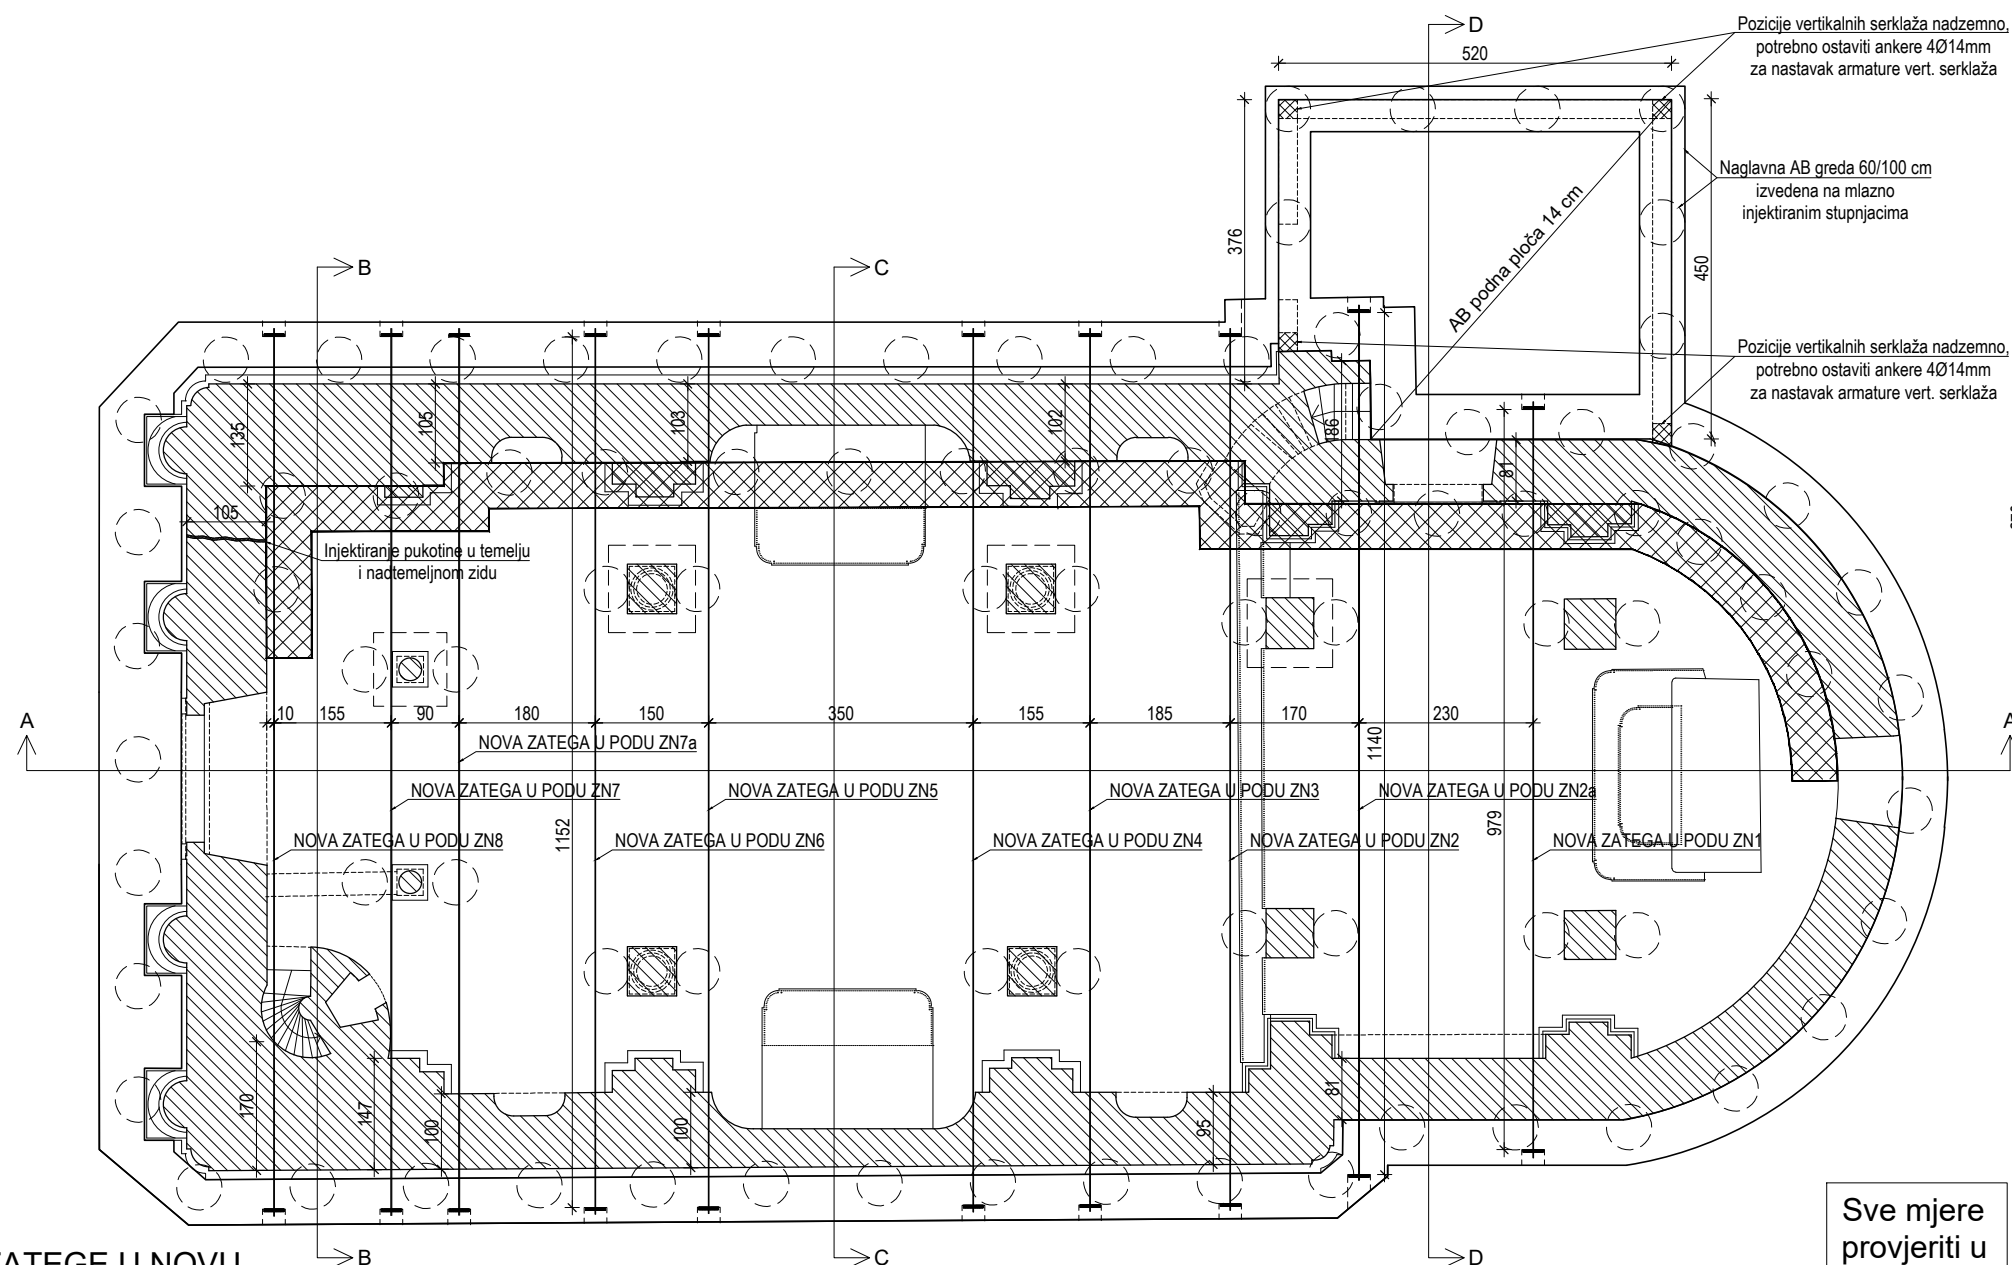 D
Pozicije vertikalnih serklaža nadzemno,
potrebno ostaviti ankere 4Ø14mm
za nastavak armature vert. serklaža
520
Naglavna AB greda 60/100 cm
izvedena na mlazno
injektiranim stupnjacima
376
450
AB podna ploča 14 cm
B
C
Pozicije vertikalnih serklaža nadzemno,
potrebno ostaviti ankere 4Ø14mm
za nastavak armature vert. serklaža
135
105
103
102
186
81
105
Injektiranje pukotine u temelju
i nadtemeljnom zidu
A
10
155
90
180
150
350
155
185
170
230
A
1140
NOVA ZATEGA U PODU ZN7a
NOVA ZATEGA U PODU ZN7
NOVA ZATEGA U PODU ZN5
NOVA ZATEGA U PODU ZN3
NOVA ZATEGA U PODU ZN2a
1152
979
NOVA ZATEGA U PODU ZN8
NOVA ZATEGA U PODU ZN6
NOVA ZATEGA U PODU ZN4
NOVA ZATEGA U PODU ZN2
NOVA ZATEGA U PODU ZN1
170
147
100
100
95
81
Sve mjere
provjeriti u
B
C
D
ZATEGE U NOVU